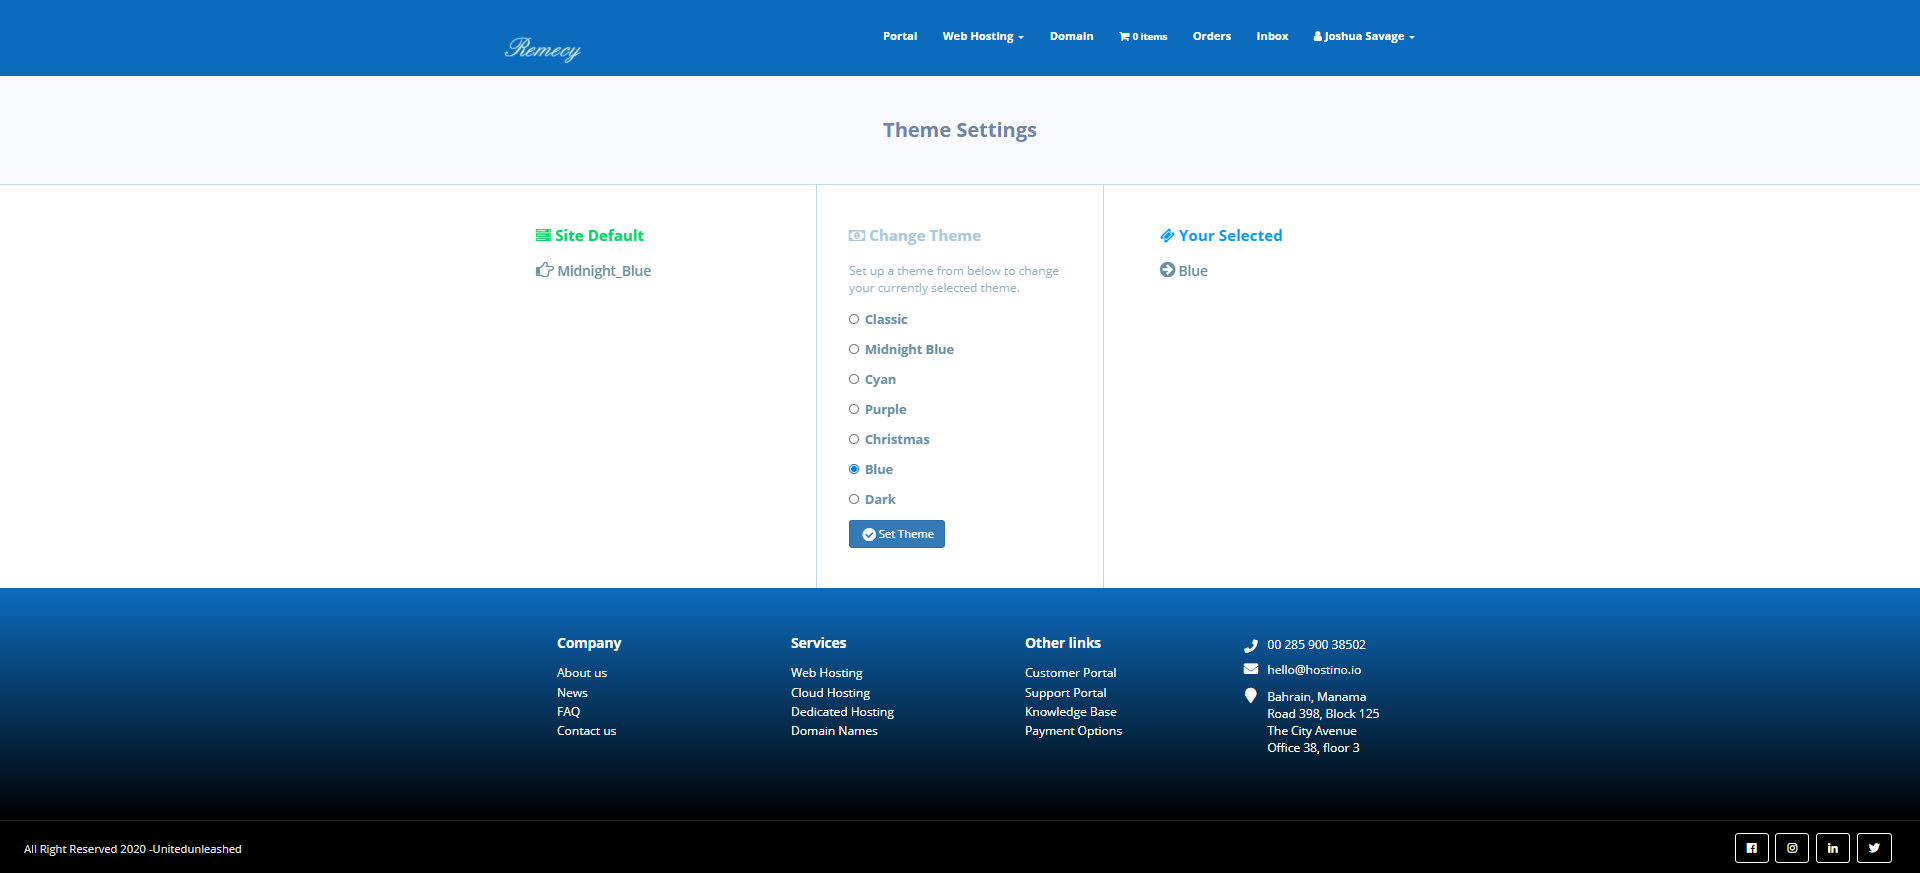 Remecy
Portal
Web Hosting
Domain
0 items
Orders
Inbox
Joshua Savage
Theme Settings
Site Default
Midnight_Blue
Change Theme
Set up a theme from below to change
your currently selected theme.
Classic
Midnight Blue
Cyan
Purple
Christmas
Blue
Dark
Set Theme
Your Selected
Blue
Company
About us
News
FAQ
Contact us
Services
Web Hosting
Cloud Hosting
Dedicated Hosting
Domain Names
Other links
Customer Portal
Support Portal
Knowledge Base
Payment Options
00 285 900 38502
hello@hostino.io
Bahrain, Manama
Road 398, Block 125
The City Avenue
Office 38, floor 3
All Right Reserved 2020 -Unitedunleashed